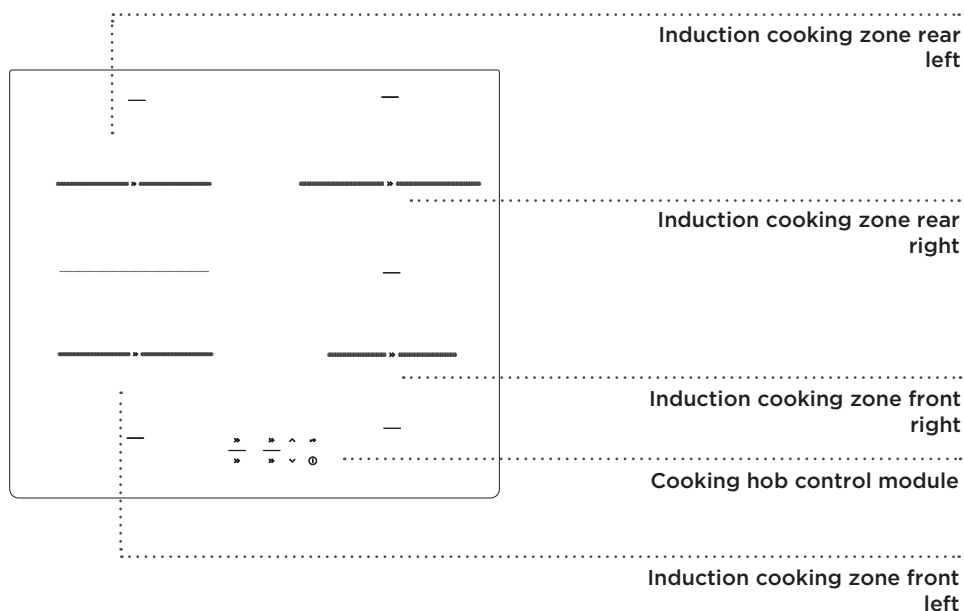 Induction cooking zone rear
left
Induction cooking zone rear
right
Induction cooking zone front
right
Cooking hob control module
Induction cooking zone front
left